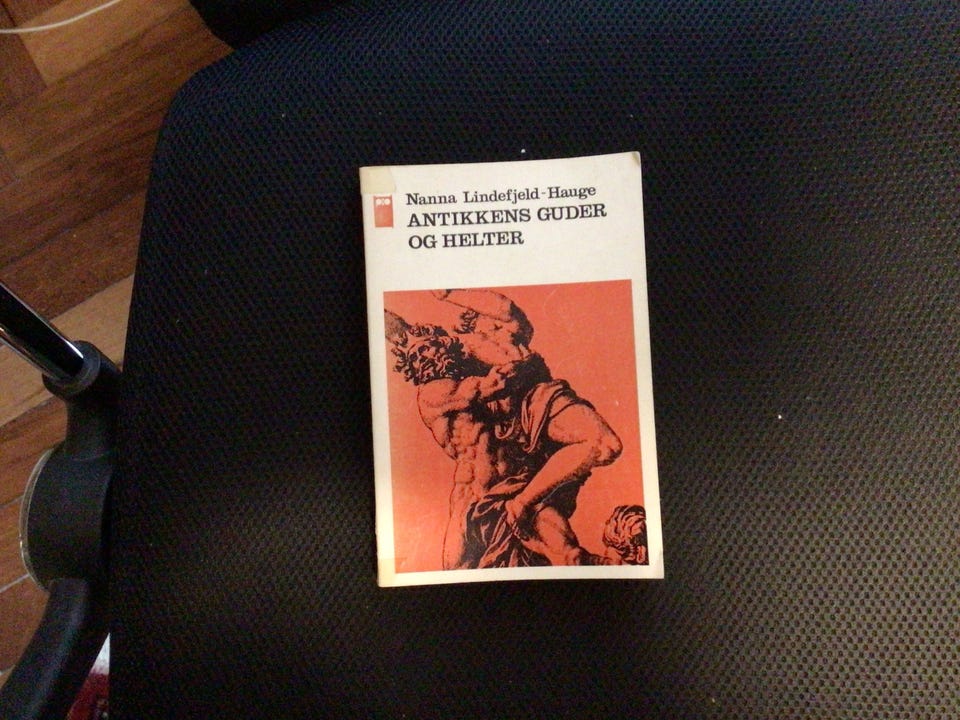 Nanna Lindefjeld-Hauge
ANTIKKENS GUDER
OG HELTER